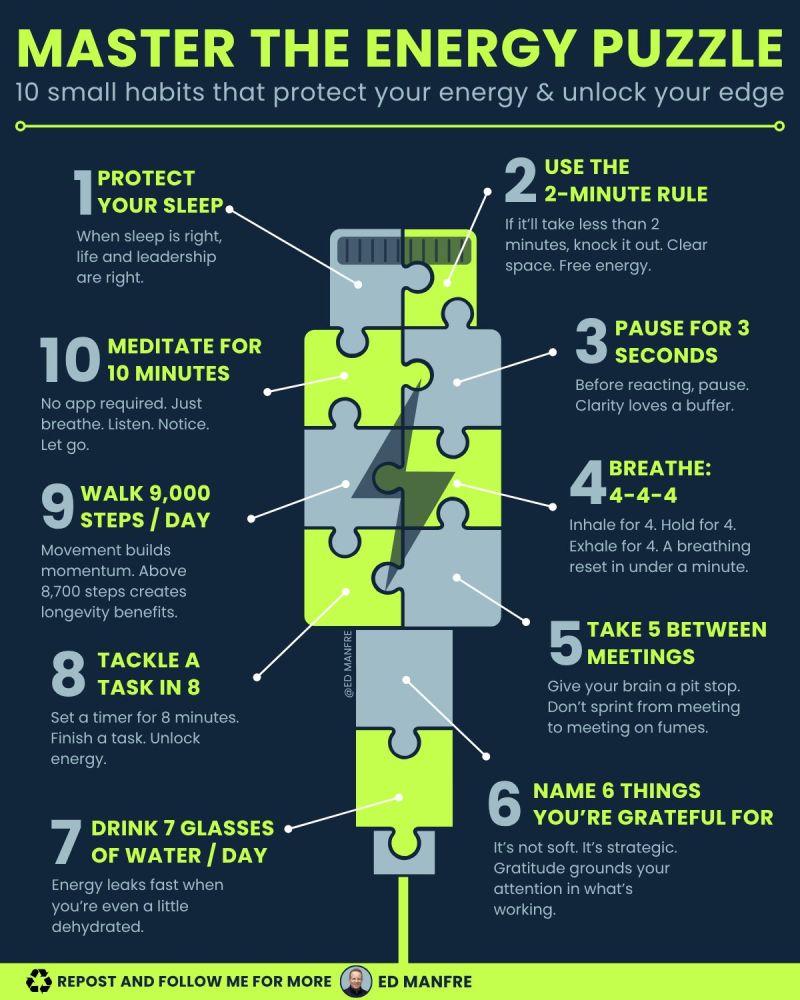 MASTER THE ENERGY PUZZLE
10 small habits that protect your energy & unlock your edge
1 PROTECT
YOUR SLEEP
When sleep is right,
life and leadership
are right.
2 USE THE
2-MINUTE RULE
If it'll take less than 2
minutes, knock it out. Clear
space. Free energy.
3 PAUSE FOR 3
SECONDS
Before reacting, pause.
Clarity loves a buffer.
4 BREATHE:
4-4-4
Inhale for 4. Hold for 4.
Exhale for 4. A breathing
reset in under a minute.
5 TAKE 5 BETWEEN
MEETINGS
Give your brain a pit stop.
Don't sprint from meeting
to meeting on fumes.
6 NAME 6 THINGS
YOU'RE GRATEFUL FOR
It's not soft. It's strategic.
Gratitude grounds your
attention in what's
working.
7 DRINK 7 GLASSES
OF WATER / DAY
Energy leaks fast when
you're even a little
dehydrated.
8 TACKLE A
TASK IN 8
Set a timer for 8 minutes.
Finish a task. Unlock
energy.
9 WALK 9,000
STEPS / DAY
Movement builds
momentum. Above
8,700 steps creates
longevity benefits.
10 MEDITATE FOR
10 MINUTES
No app required. Just
breathe. Listen. Notice.
Let go.
@ED MANFRE
REPOST AND FOLLOW ME FOR MORE ED MANFRE